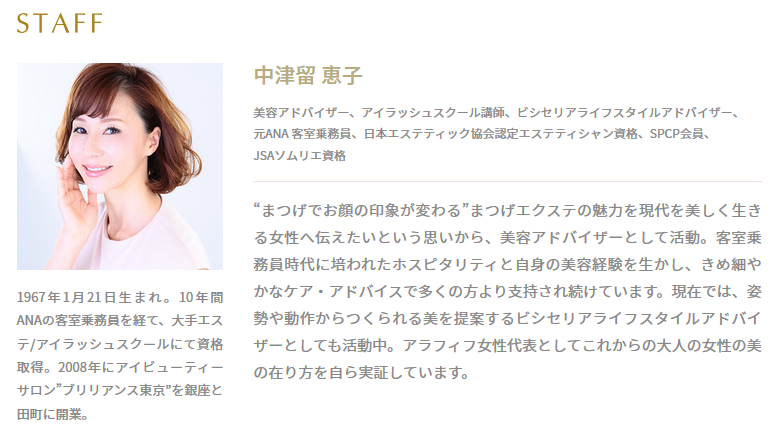 STAFF
中津留 恵子
美容アドバイザー、アイラッシュスクール講師、ビシセリアライフスタイルアドバイザー、
元ANA 客室乗務員、日本エステティック協会認定エステティシャン資格、SPCP会員、
JSAソムリエ資格
“まつげでお顔の印象が変わる”まつげエクステの魅力を現代を美しく生き
る女性へ伝えたいという思いから、美容アドバイザーとして活動。客室乗
務員時代に培われたホスピタリティと自身の美容経験を生かし、きめ細や
かなケア・アドバイスで多くの方より支持され続けています。現在では、姿
勢や動作からつくられる美を提案するビシセリアライフスタイルアドバイ
ザーとしても活動中。アラフィフ女性代表としてこれからの大人の女性の美
の在り方を自ら実証しています。
1967年1月21日生まれ。10年間
ANAの客室乗務員を経て、大手エス
テ/アイラッシュスクールにて資格
取得。2008年にアイビューティー
サロン”ブリリアンス東京”を銀座と
田町に開業。